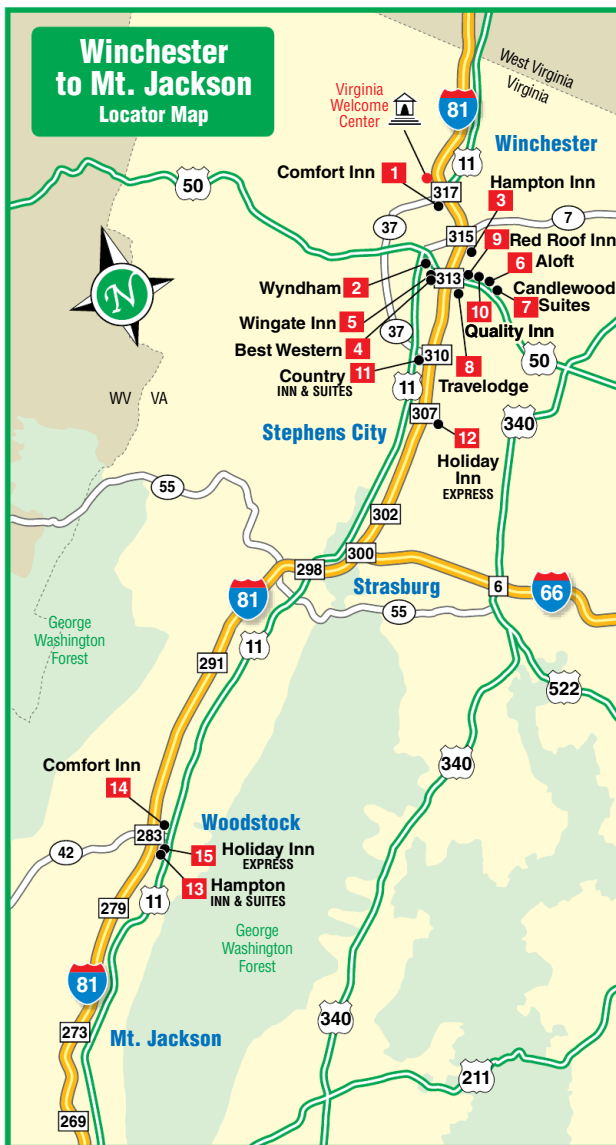 Winchester
to Mt. Jackson
Locator Map
West Virginia
Virginia
Virginia
Welcome
Center
81
11
Winchester
50
Comfort Inn 1
317
Hampton Inn
3
7
37
315
9 Red Roof Inn
6 Aloft
Wyndham 2
313
Candlewood
7 Suites
Wingate Inn 5
10
Quality Inn
37
Best Western 4
310
8
50
Country 11
INN & SUITES
11
Travelodge
WV VA
307
340
Stephens City
12
Holiday
Inn
EXPRESS
55
302
300
298
Strasburg
6
66
81
55
George
Washington
Forest
11
291
522
340
Comfort Inn
14
Woodstock
283
42
15 Holiday Inn
EXPRESS
13 Hampton
INN & SUITES
279
11
George
Washington
Forest
81
340
273
Mt. Jackson
211
269
N